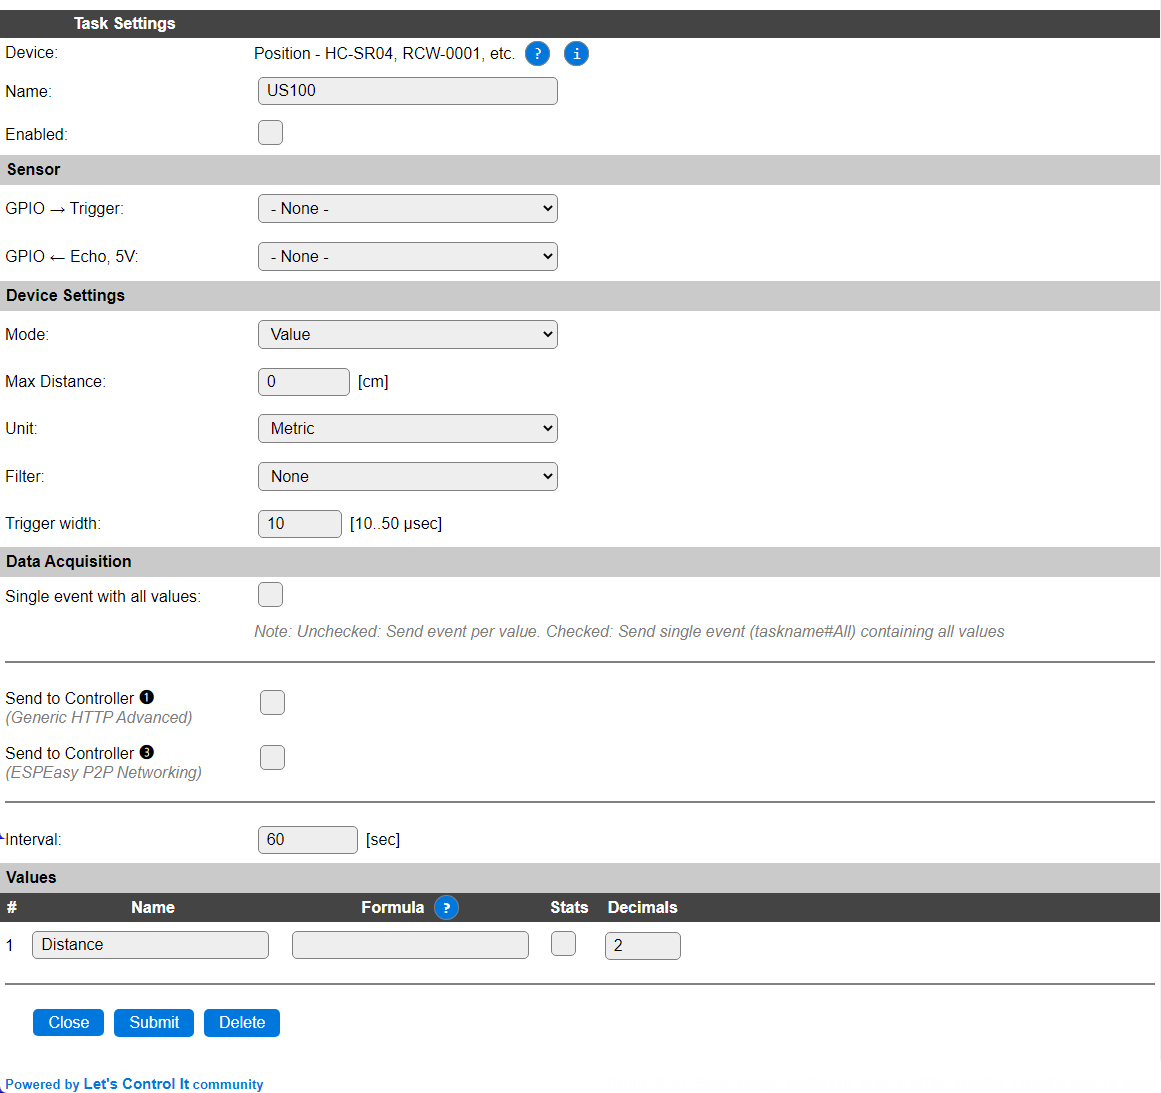 Task Settings
Device: Position - HC-SR04, RCW-0001, etc. ? i
Name: US100
Enabled:
Sensor
GPIO → Trigger: - None -
GPIO ← Echo, 5V: - None -
Device Settings
Mode: Value
Max Distance: 0 [cm]
Unit: Metric
Filter: None
Trigger width: 10 [10..50 µsec]
Data Acquisition
Single event with all values:
Note: Unchecked: Send event per value. Checked: Send single event (taskname#All) containing all values
Send to Controller ❶
(Generic HTTP Advanced)
Send to Controller ❸
(ESPEasy P2P Networking)
Interval: 60 [sec]
Values
# Name Formula ? Stats Decimals
1 Distance 2
Close Submit Delete
Powered by Let's Control It community